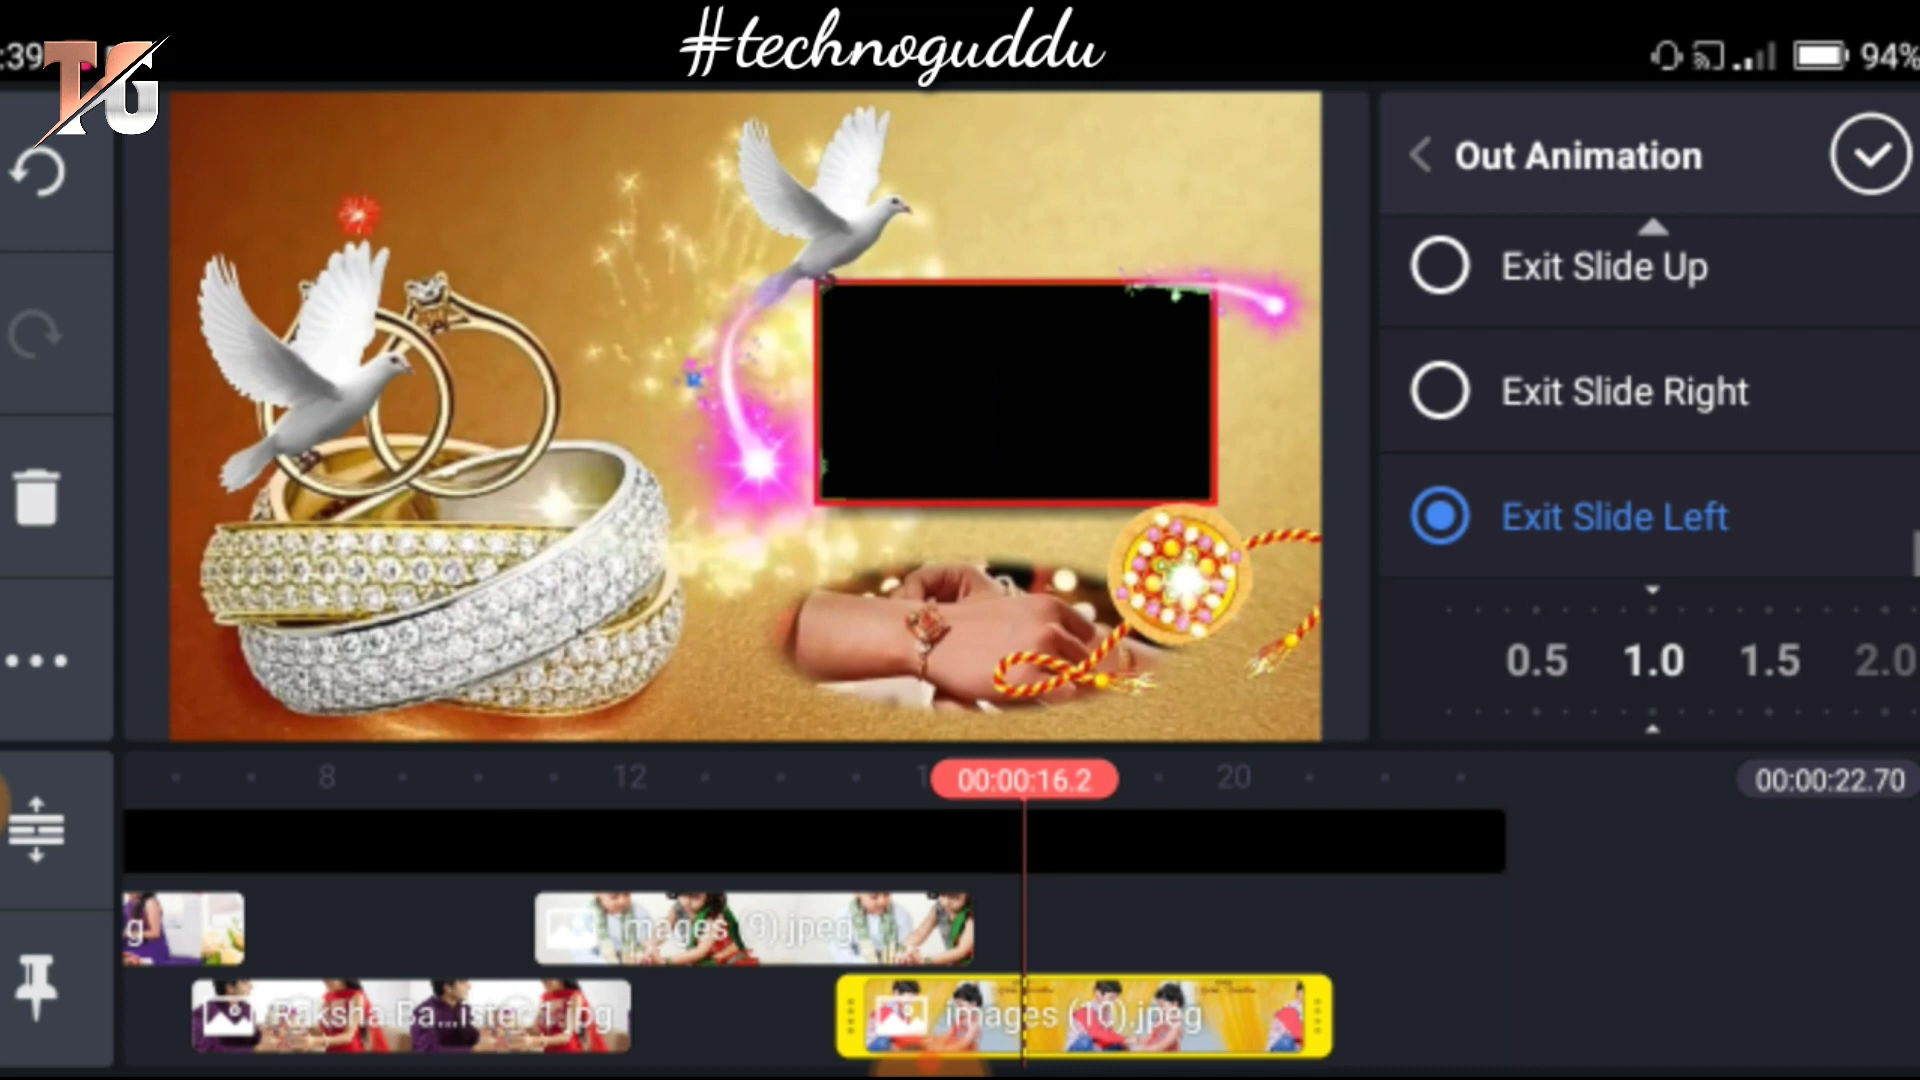 #technoguddu
:39
94%
TG
Out Animation
Exit Slide Up
Exit Slide Right
Exit Slide Left
0.5 1.0 1.5 2.0
8 12 20
00:00:16.2
00:00:22.70
g
images (9).jpeg
Raksha-Ba...ister-1.jpg
images (10).jpeg